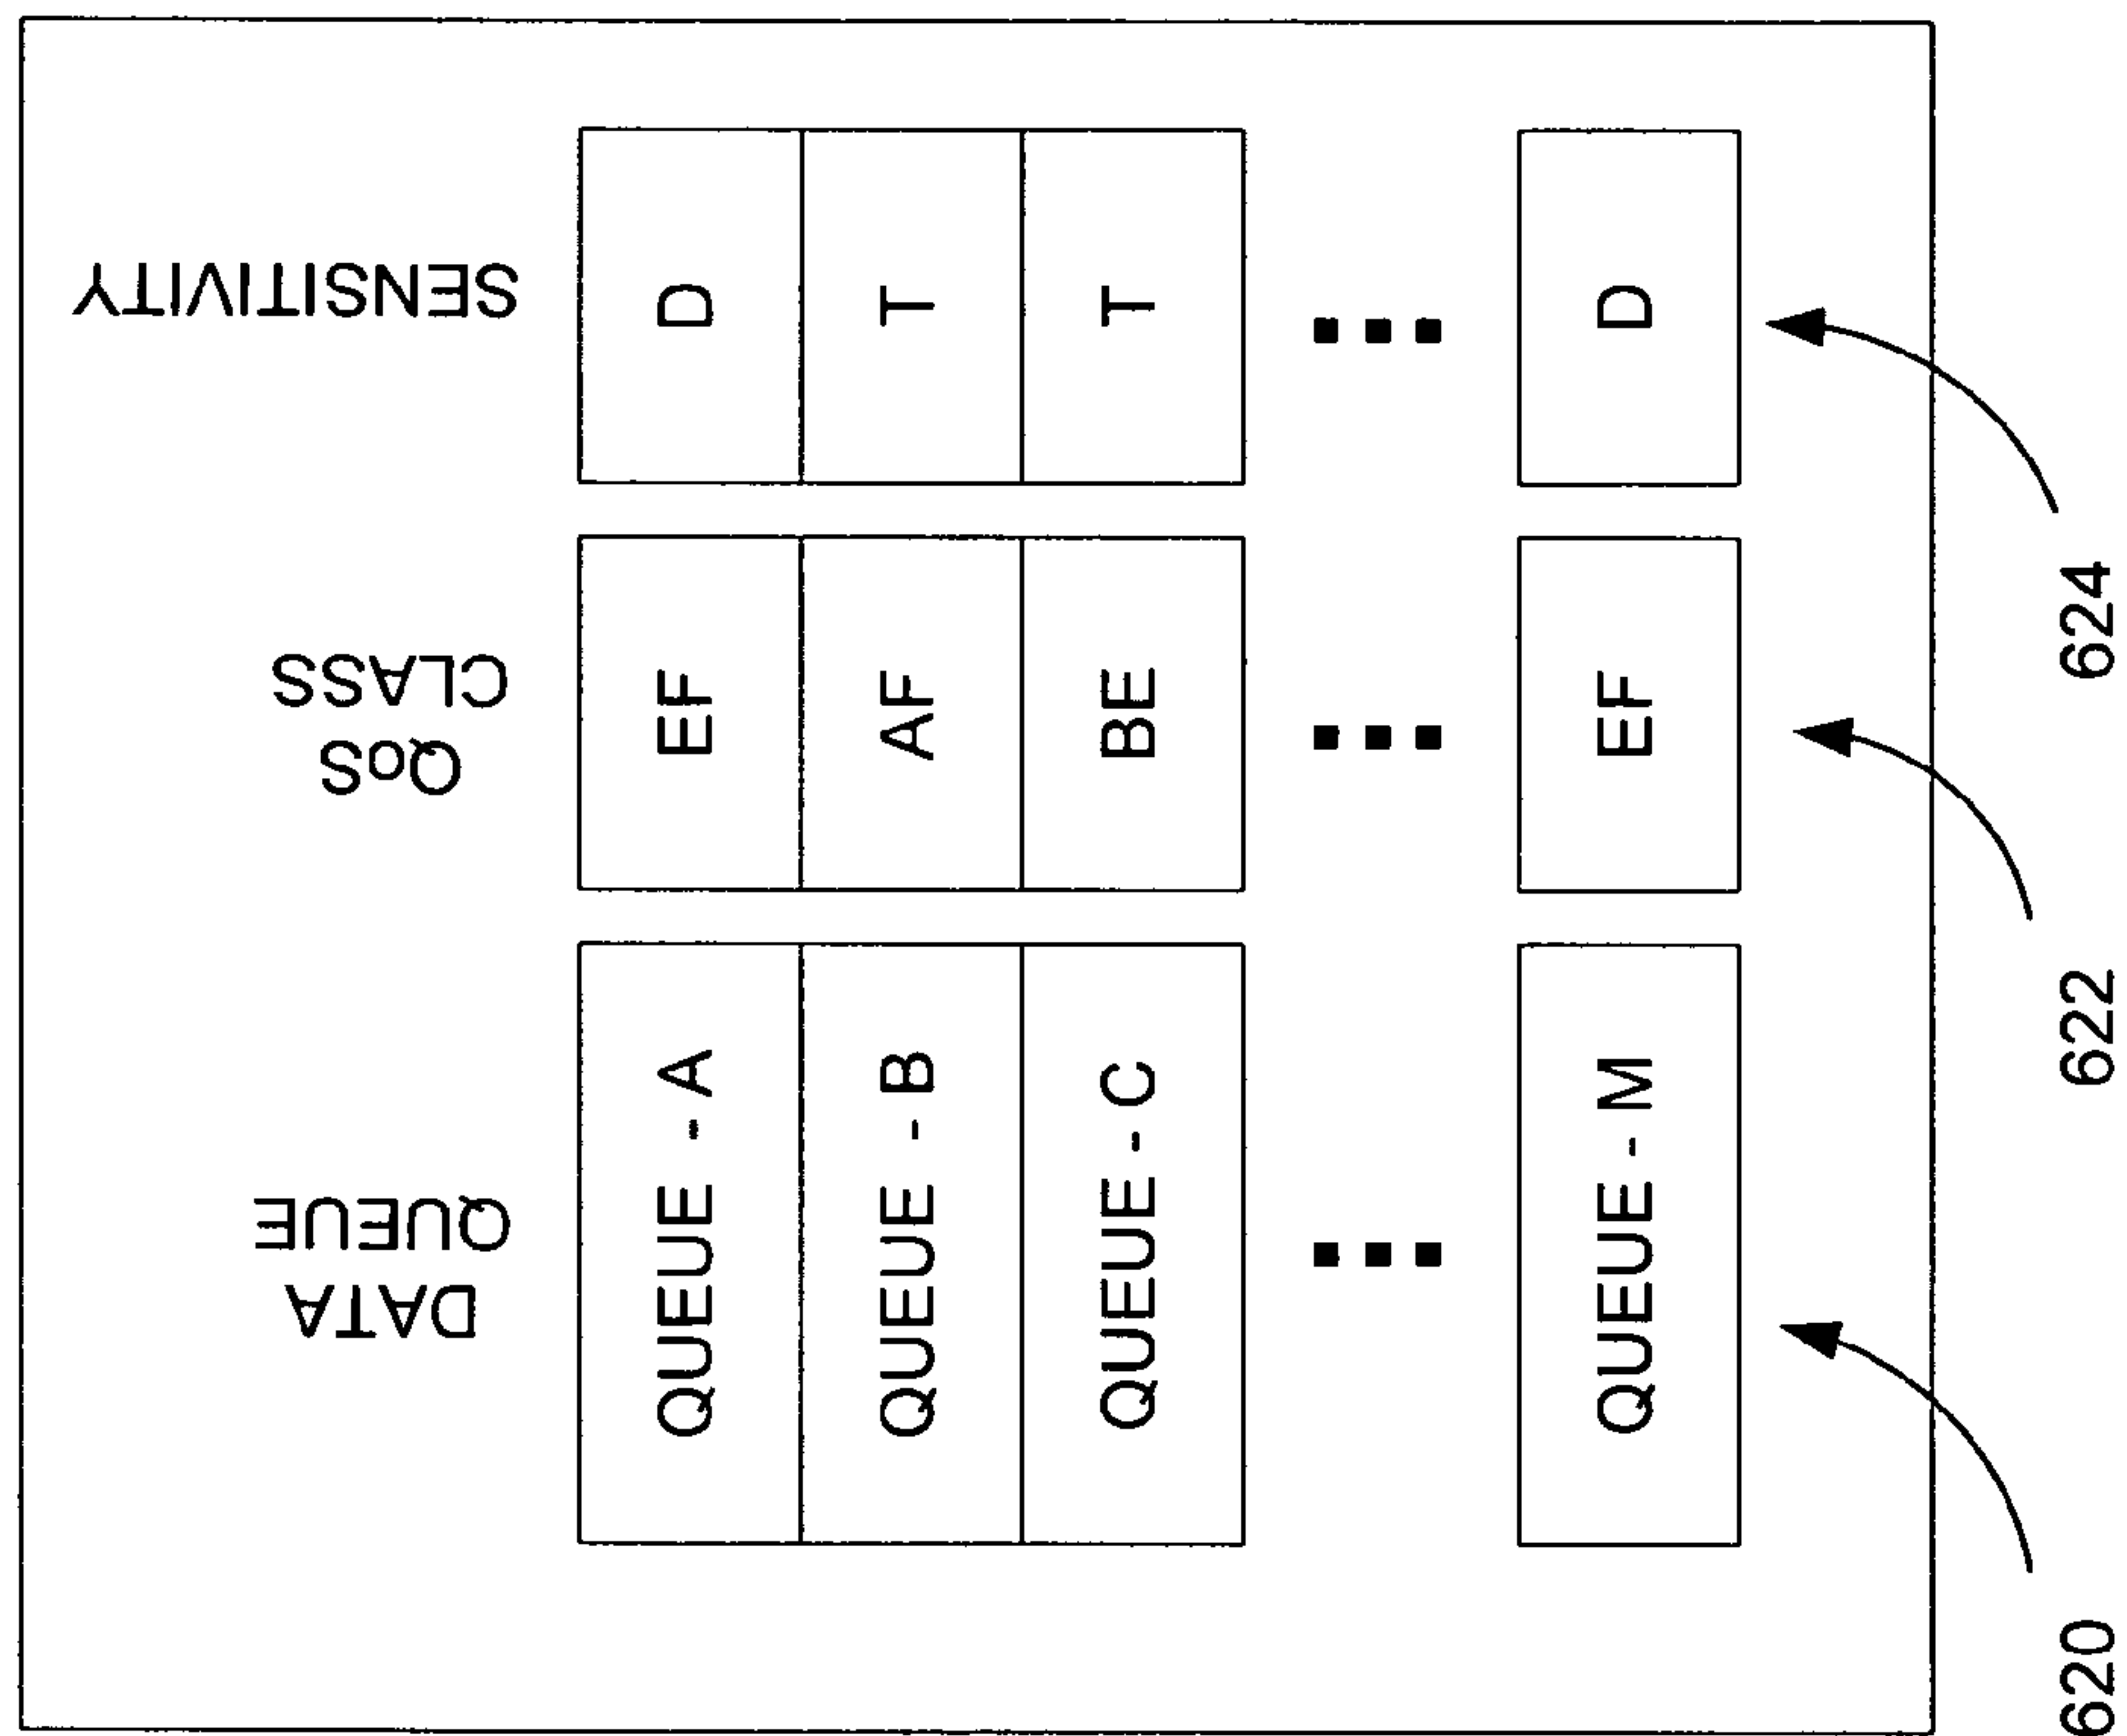 DATA
QUEUE
QoS
CLASS
SENSITIVITY
QUEUE - A
EF
D
QUEUE - B
AF
T
QUEUE - C
BE
T
QUEUE - M
EF
D
620
622
624